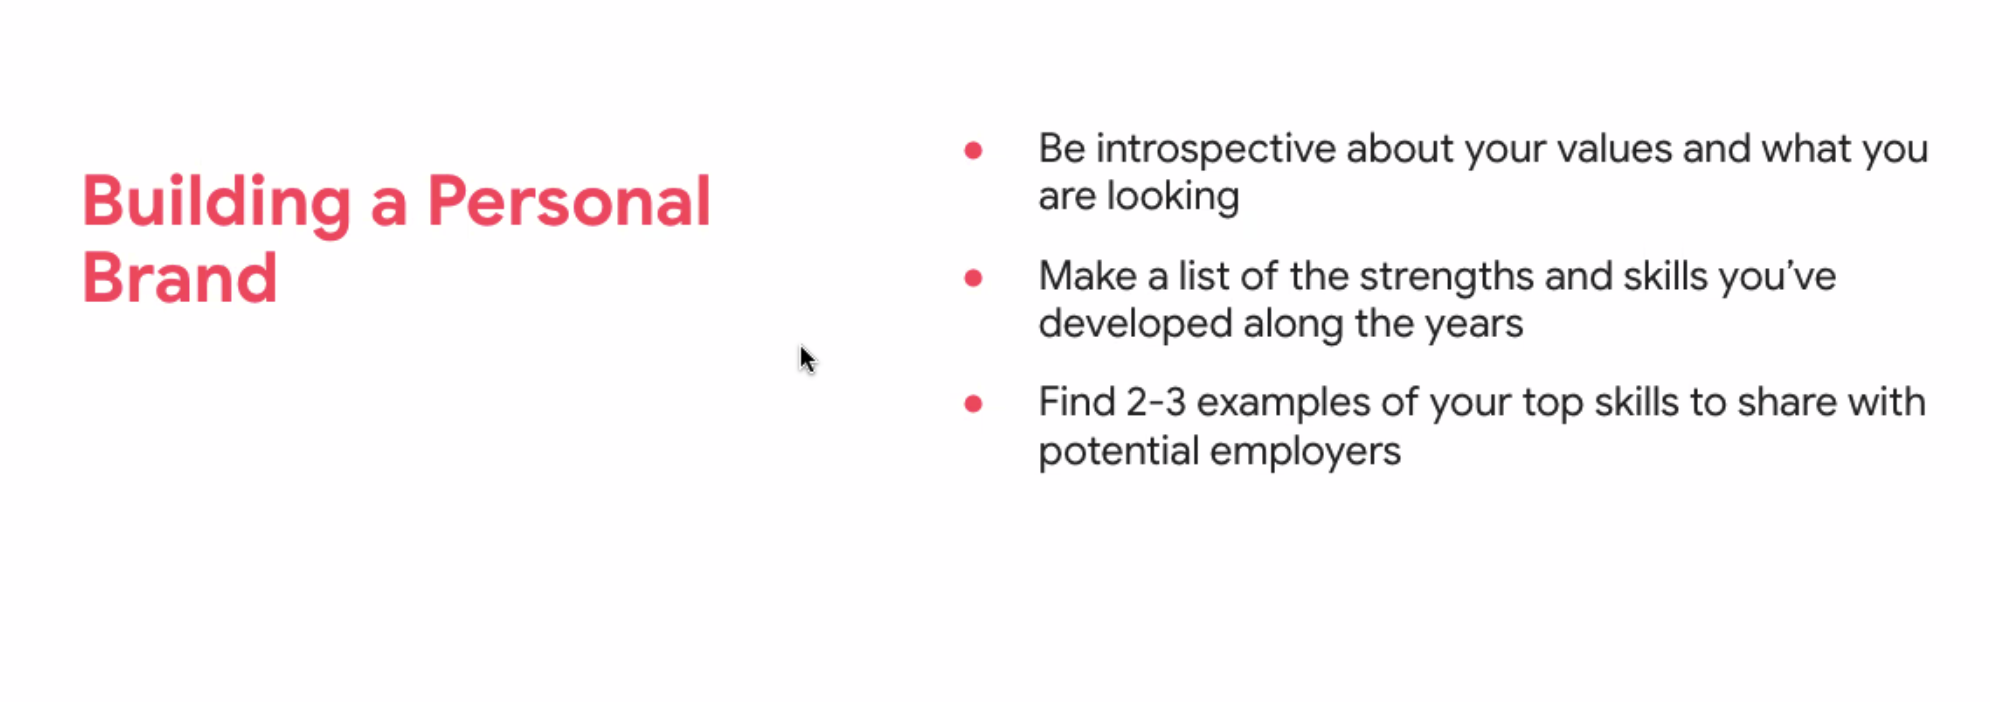 Building a Personal
Brand
● Be introspective about your values and what you
are looking
● Make a list of the strengths and skills you’ve
developed along the years
● Find 2-3 examples of your top skills to share with
potential employers